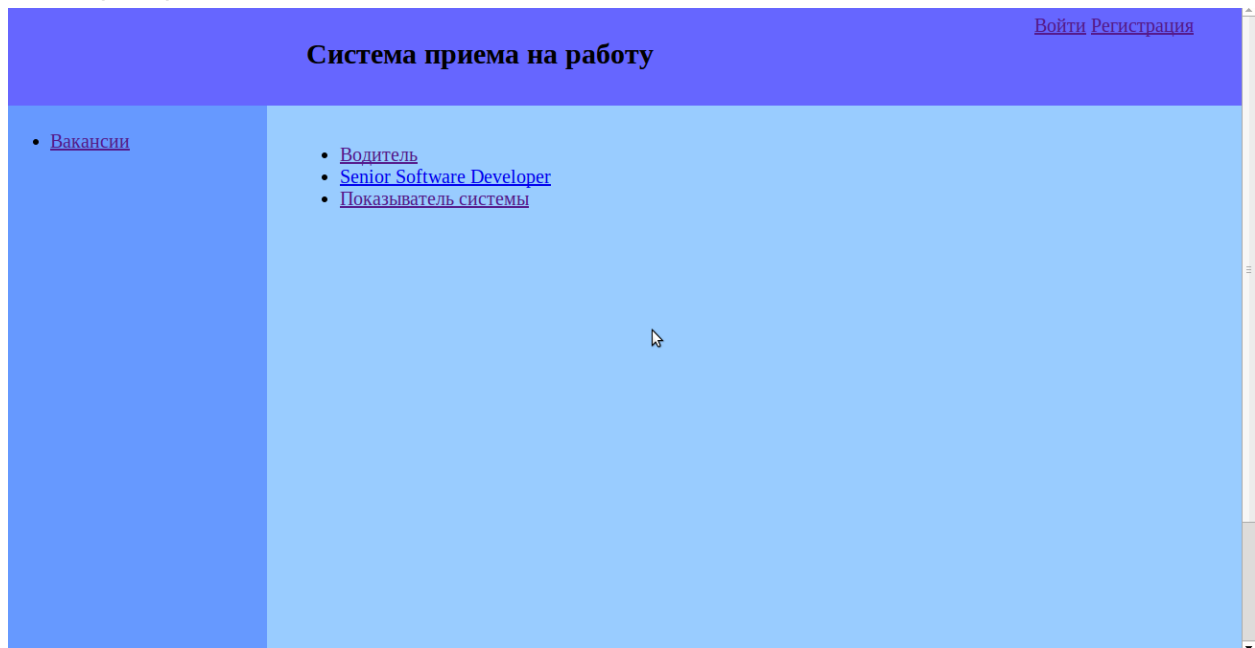 Войти Регистрация
Система приема на работу
Вакансии
Водитель
Senior Software Developer
Показыватель системы